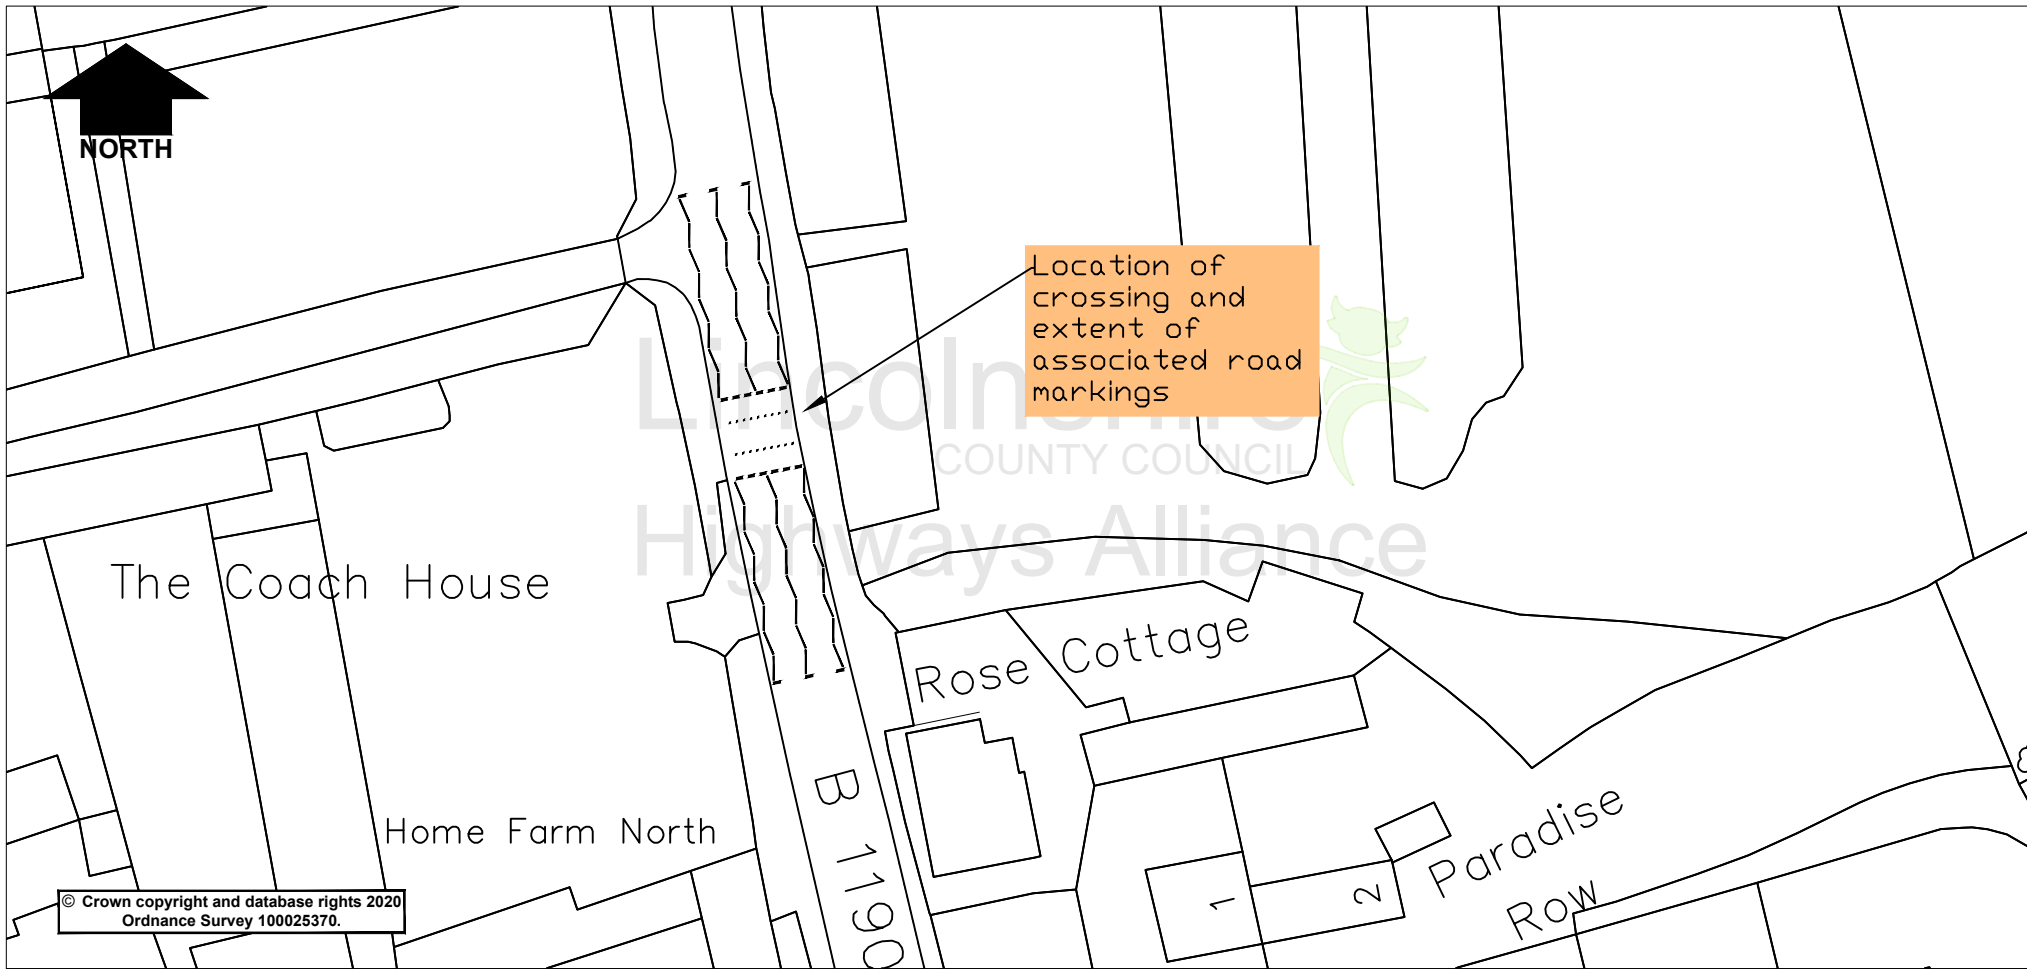 NORTH
Location of
crossing and
extent of
associated road
markings
Lincolnshire
COUNTY COUNCIL
Highways Alliance
The Coach House
Rose Cottage
Home Farm North
B 1190
Paradise
Row
1
2
© Crown copyright and database rights 2020
Ordnance Survey 100025370.